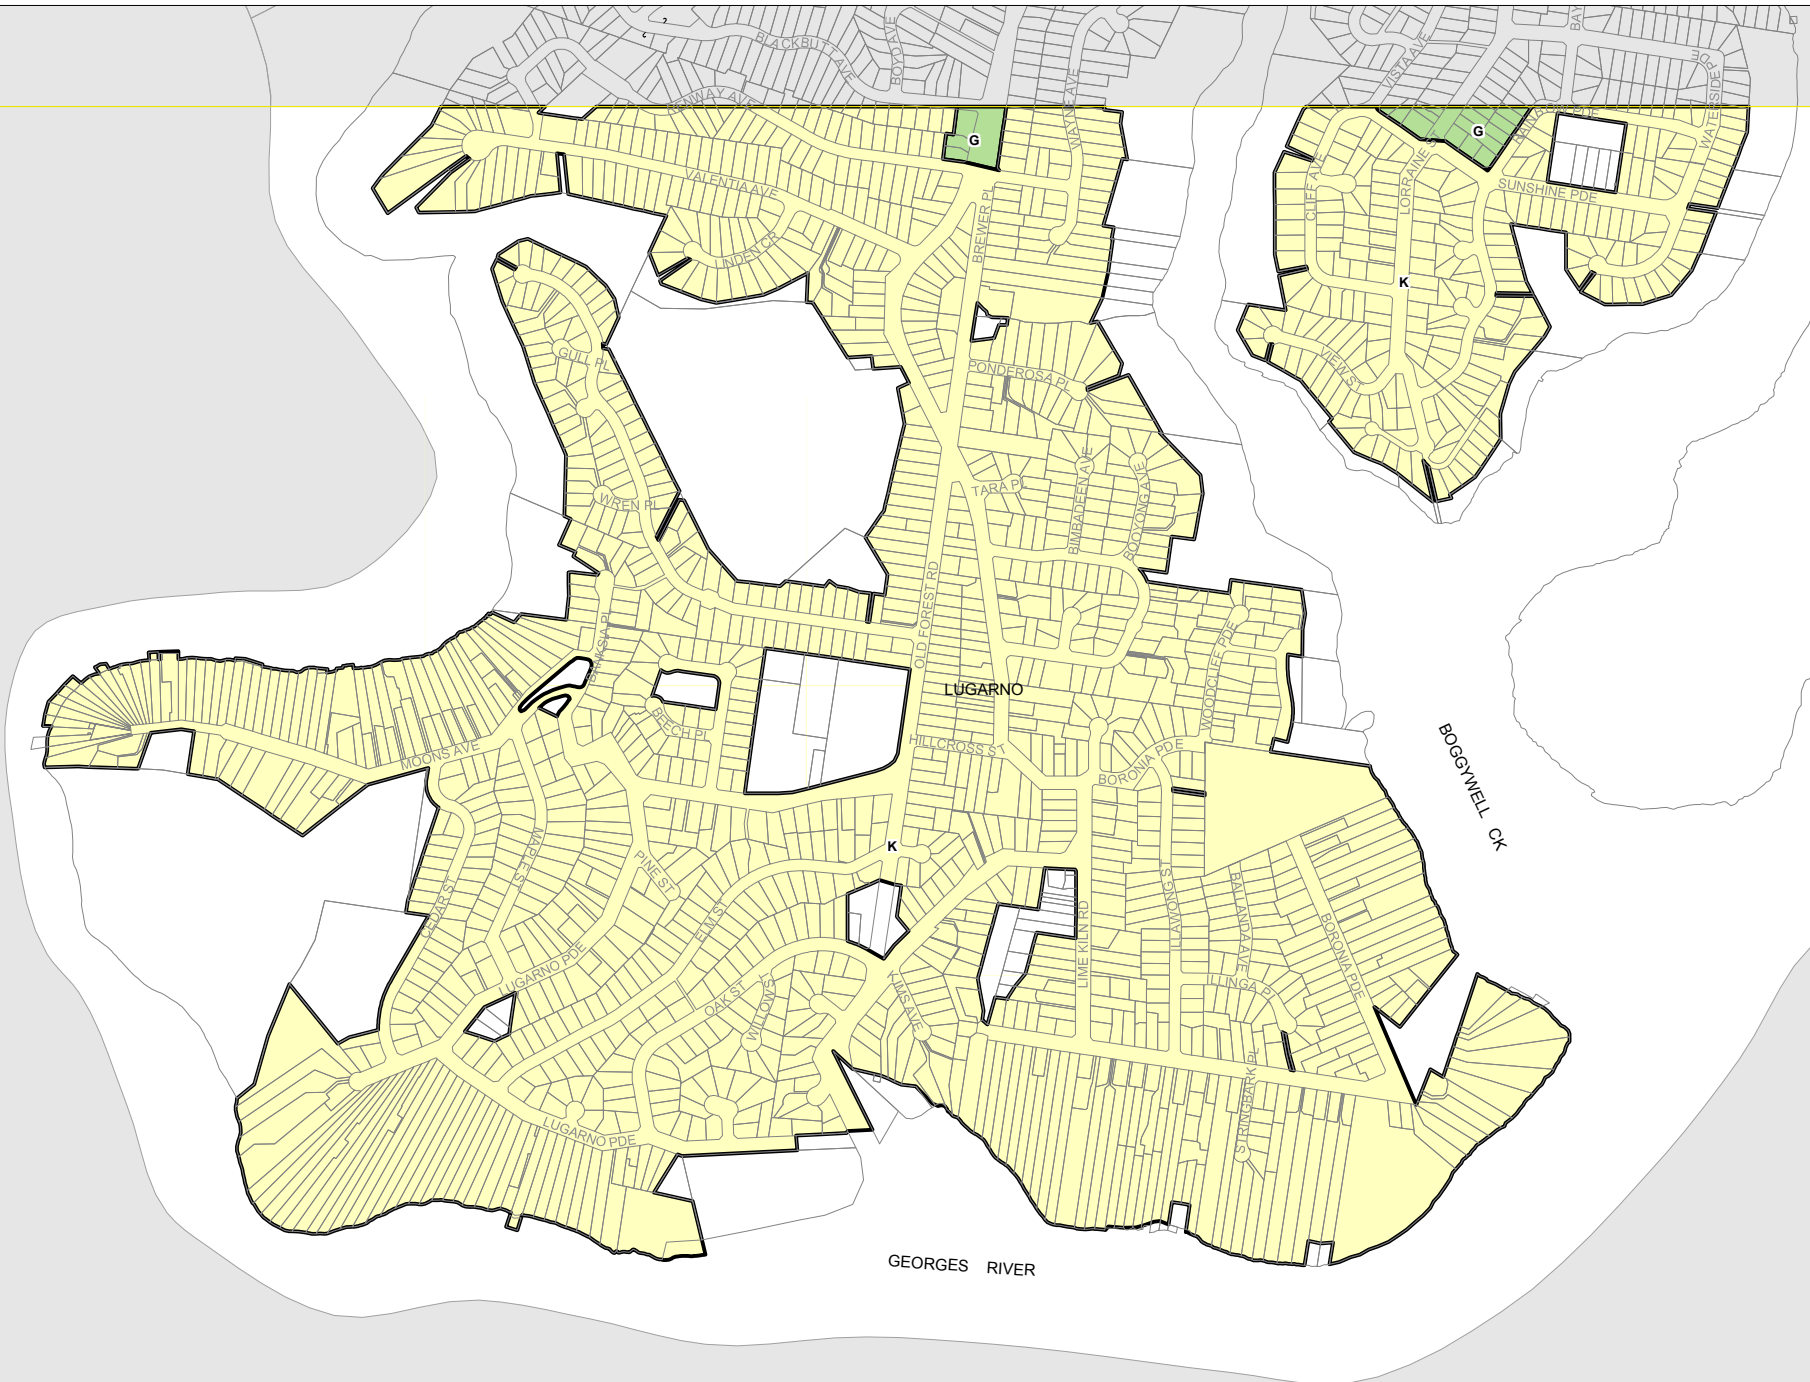 BLACKBUTT AVE
BOYD AVE
VISTA AVE
BAY
WATERSIDE PDE
WAYNE AVE
G
G
SUNSHINE PDE
VALENTIA AVE
CLIFF AVE
LORRAINE ST
BREWER PL
LINDEN CR
K
GULL PL
PONDEROSA PL
VIEW ST
TARA PL
WREN PL
BIMBADEEN AVE
BOOYONG AVE
OLD FOREST RD
BANKSIA PL
WOODCLIFF PDE
LUGARNO
BEECH PL
MOONS AVE
HILLCROSS ST
BORONIA PDE
BOGGYWELL CK
MAPLE ST
K
PINE ST
CEDAR ST
ELM ST
ILLAWONG ST
BALLANDA AVE
LIME KILN RD
BORONIA PDE
LUGARNO PDE
OAK ST
WILLOW ST
KIMS AVE
ILLINGA PL
STRINGBARK PL
LUGARNO PDE
GEORGES RIVER